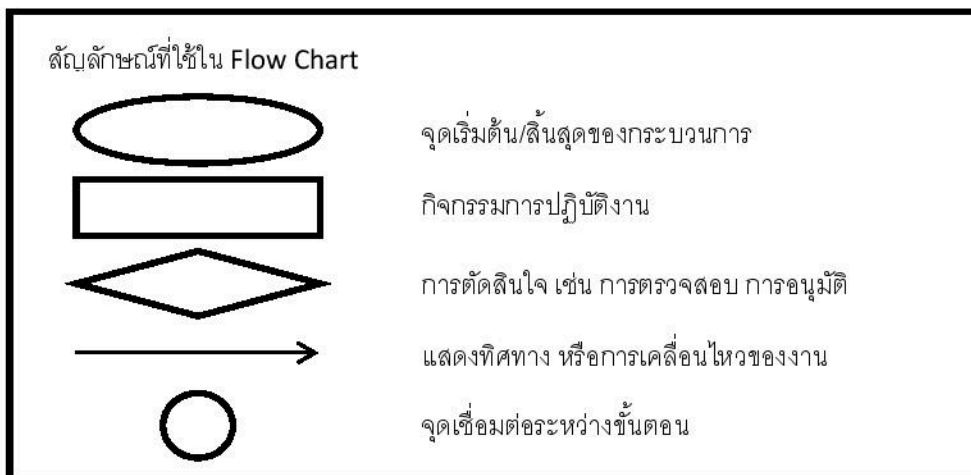 สัญลักษณ์ที่ใช้ใน Flow Chart
จุดเริ่มต้น/สิ้นสุดของกระบวนการ
กิจกรรมการปฏิบัติงาน
การตัดสินใจ เช่น การตรวจสอบ การอนุมัติ
แสดงทิศทาง หรือการเคลื่อนไหวของงาน
จุดเชื่อมต่อระหว่างขั้นตอน